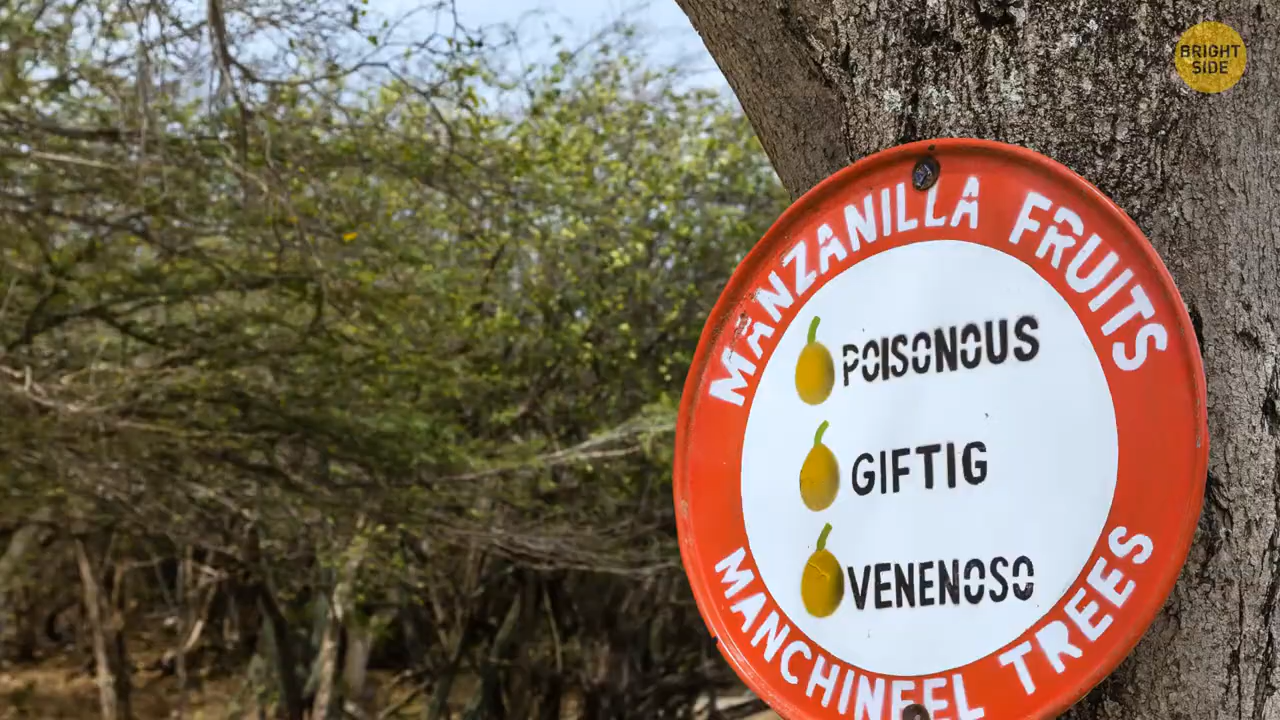 BRIGHT
SIDE
MANZANILLA FRUITS
POISONOUS
GIFTIG
VENENOSO
MANCHINEEL TREES